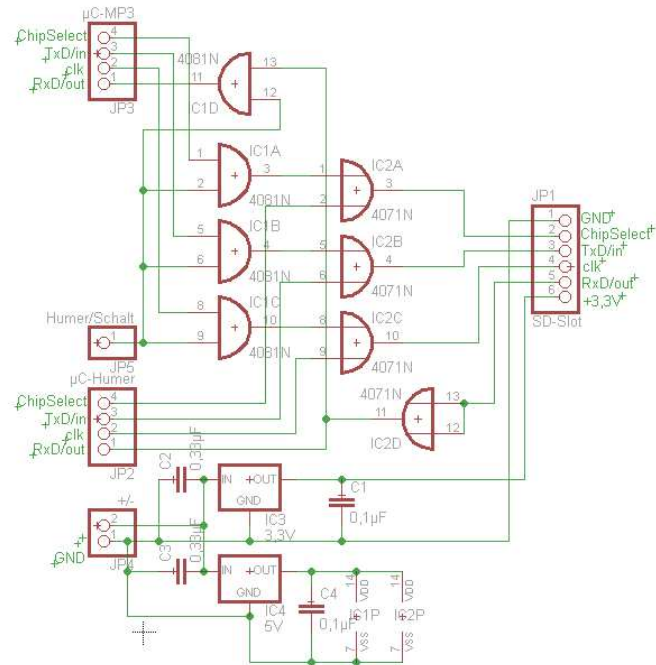 µC-MP3
ChipSelect 4
TxD/in 3
clk 2
RxD/out 1
JP3
4081N
11
13
12
IC1D
IC1A
1
2
3
4081N
IC2A
1
2
3
4071N
IC1B
5
6
4
4081N
IC2B
5
6
4
4071N
IC1C
8
9
10
4081N
IC2C
8
9
10
4071N
JP1
1 GND
2 ChipSelect
3 TxD/in
4 clk
5 RxD/out
6 +3,3V
SD-Slot
Humer/Schalt
1
JP5
4071N
11
13
12
IC2D
µC-Humer
ChipSelect 4
TxD/in 3
clk 2
RxD/out 1
JP2
C2
0,33µF
IN OUT
GND
IC3
3,3V
C1
0,1µF
+/-
2
1
+
GND
JP4
C3
0,33µF
IN OUT
GND
IC4
5V
C4
0,1µF
14 VDD
IC1P
7 VSS
14 VDD
IC2P
7 VSS